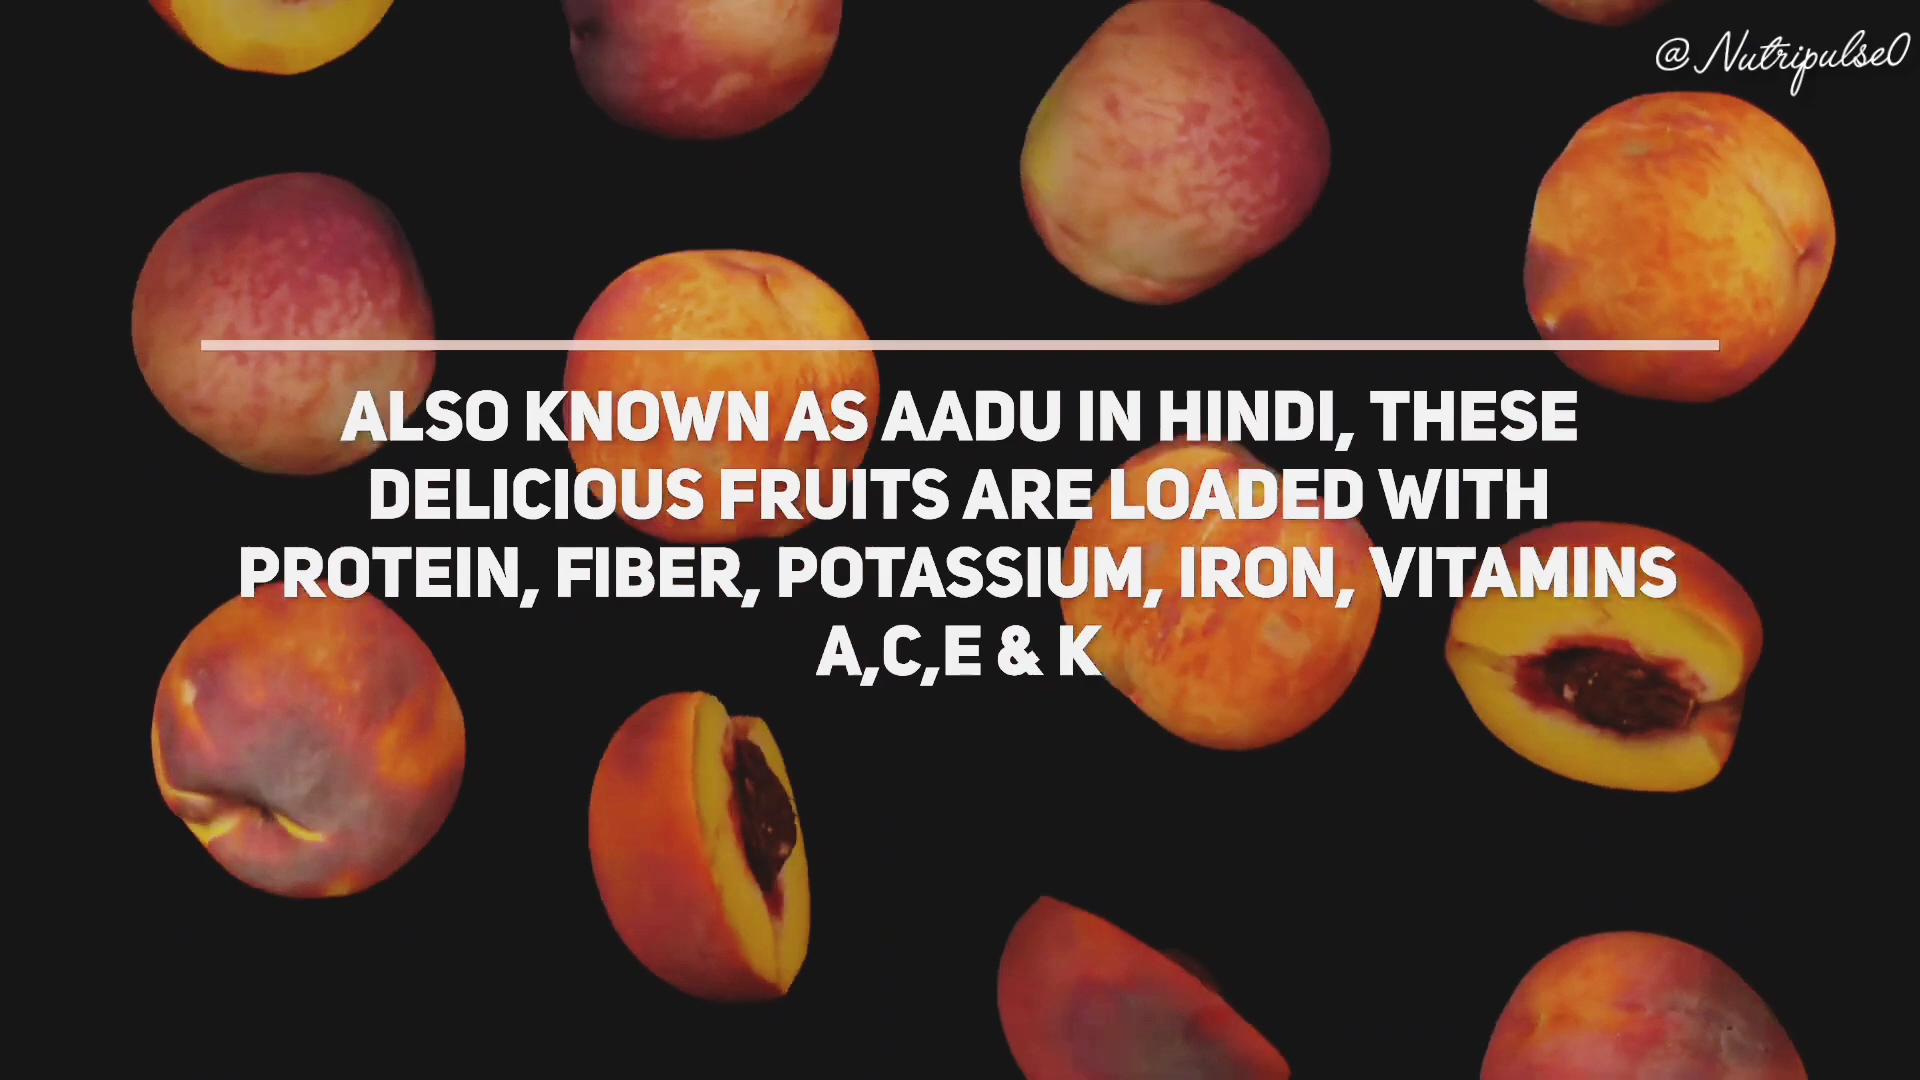 @Nutripulse0
ALSO KNOWN AS AADU IN HINDI, THESE
DELICIOUS FRUITS ARE LOADED WITH
PROTEIN, FIBER, POTASSIUM, IRON, VITAMINS
A,C,E & K